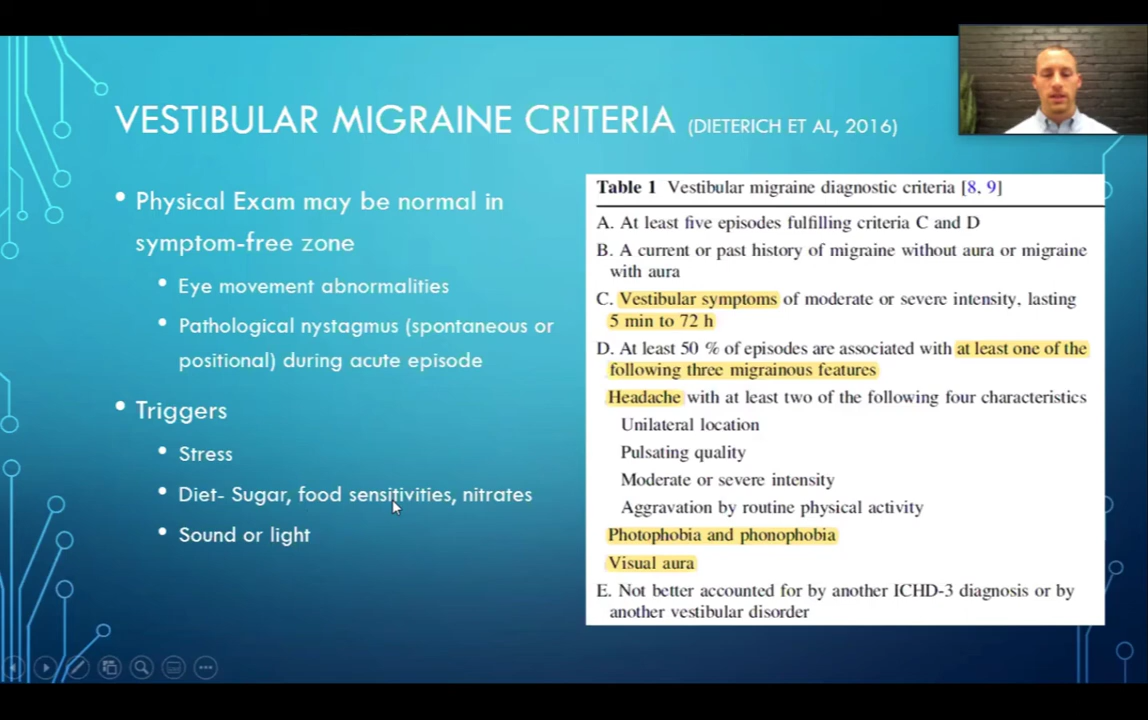 VESTIBULAR MIGRAINE CRITERIA (DIETERICH ET AL, 2016)
• Physical Exam may be normal in
symptom-free zone
• Eye movement abnormalities
• Pathological nystagmus (spontaneous or
positional) during acute episode
• Triggers
• Stress
• Diet- Sugar, food sensitivities, nitrates
• Sound or light
Table 1 Vestibular migraine diagnostic criteria [8, 9]
A. At least five episodes fulfilling criteria C and D
B. A current or past history of migraine without aura or migraine
with aura
C. Vestibular symptoms of moderate or severe intensity, lasting
5 min to 72 h
D. At least 50 % of episodes are associated with at least one of the
following three migrainous features
Headache with at least two of the following four characteristics
Unilateral location
Pulsating quality
Moderate or severe intensity
Aggravation by routine physical activity
Photophobia and phonophobia
Visual aura
E. Not better accounted for by another ICHD-3 diagnosis or by
another vestibular disorder